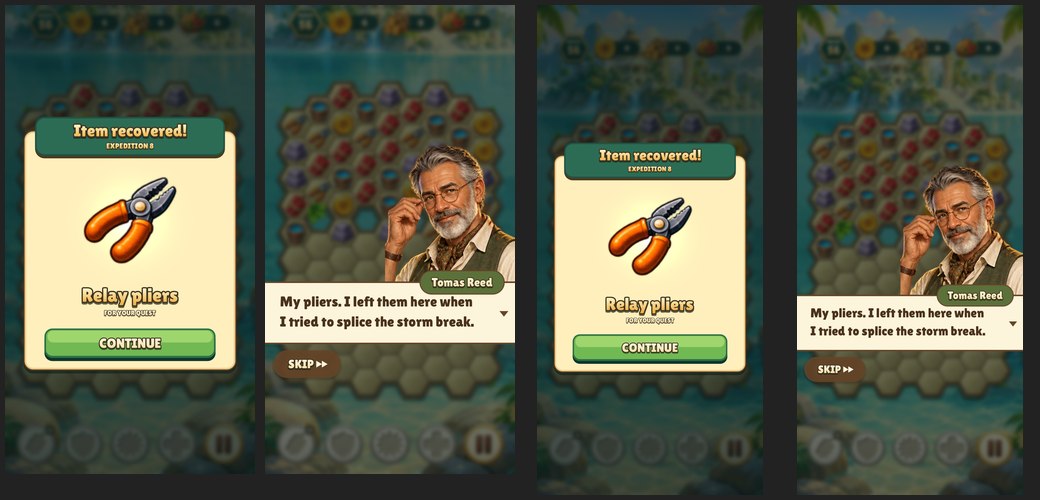 Item recovered!
EXPEDITION 8
Relay pliers
FOR YOUR QUEST
CONTINUE
Tomas Reed
My pliers. I left them here when
I tried to splice the storm break.
SKIP
Item recovered!
EXPEDITION 8
Relay pliers
FOR YOUR QUEST
CONTINUE
Tomas Reed
My pliers. I left them here when
I tried to splice the storm break.
SKIP